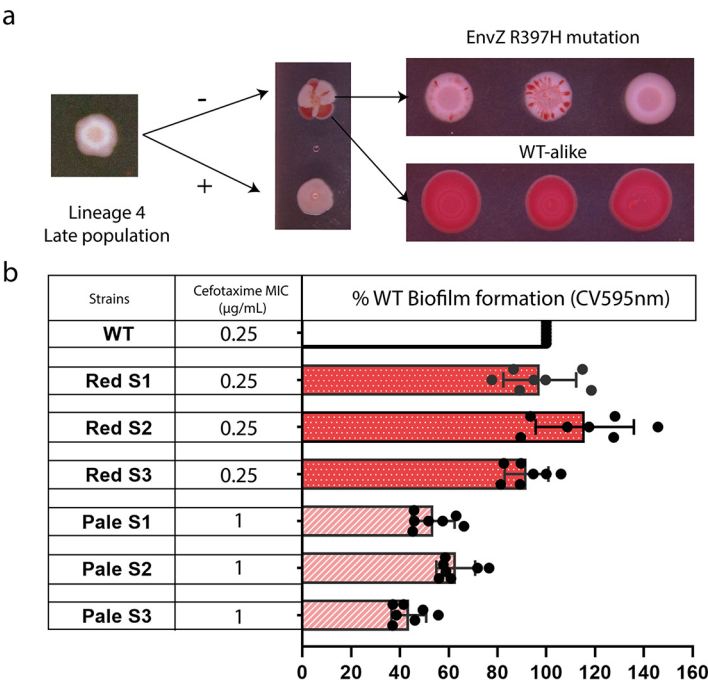 a
EnvZ R397H mutation
-
+
WT-alike
Lineage 4
Late population
b
Strains
Cefotaxime MIC
(µg/mL)
% WT Biofilm formation (CV595nm)
WT 0.25
Red S1 0.25
Red S2 0.25
Red S3 0.25
Pale S1 1
Pale S2 1
Pale S3 1
0 20 40 60 80 100 120 140 160